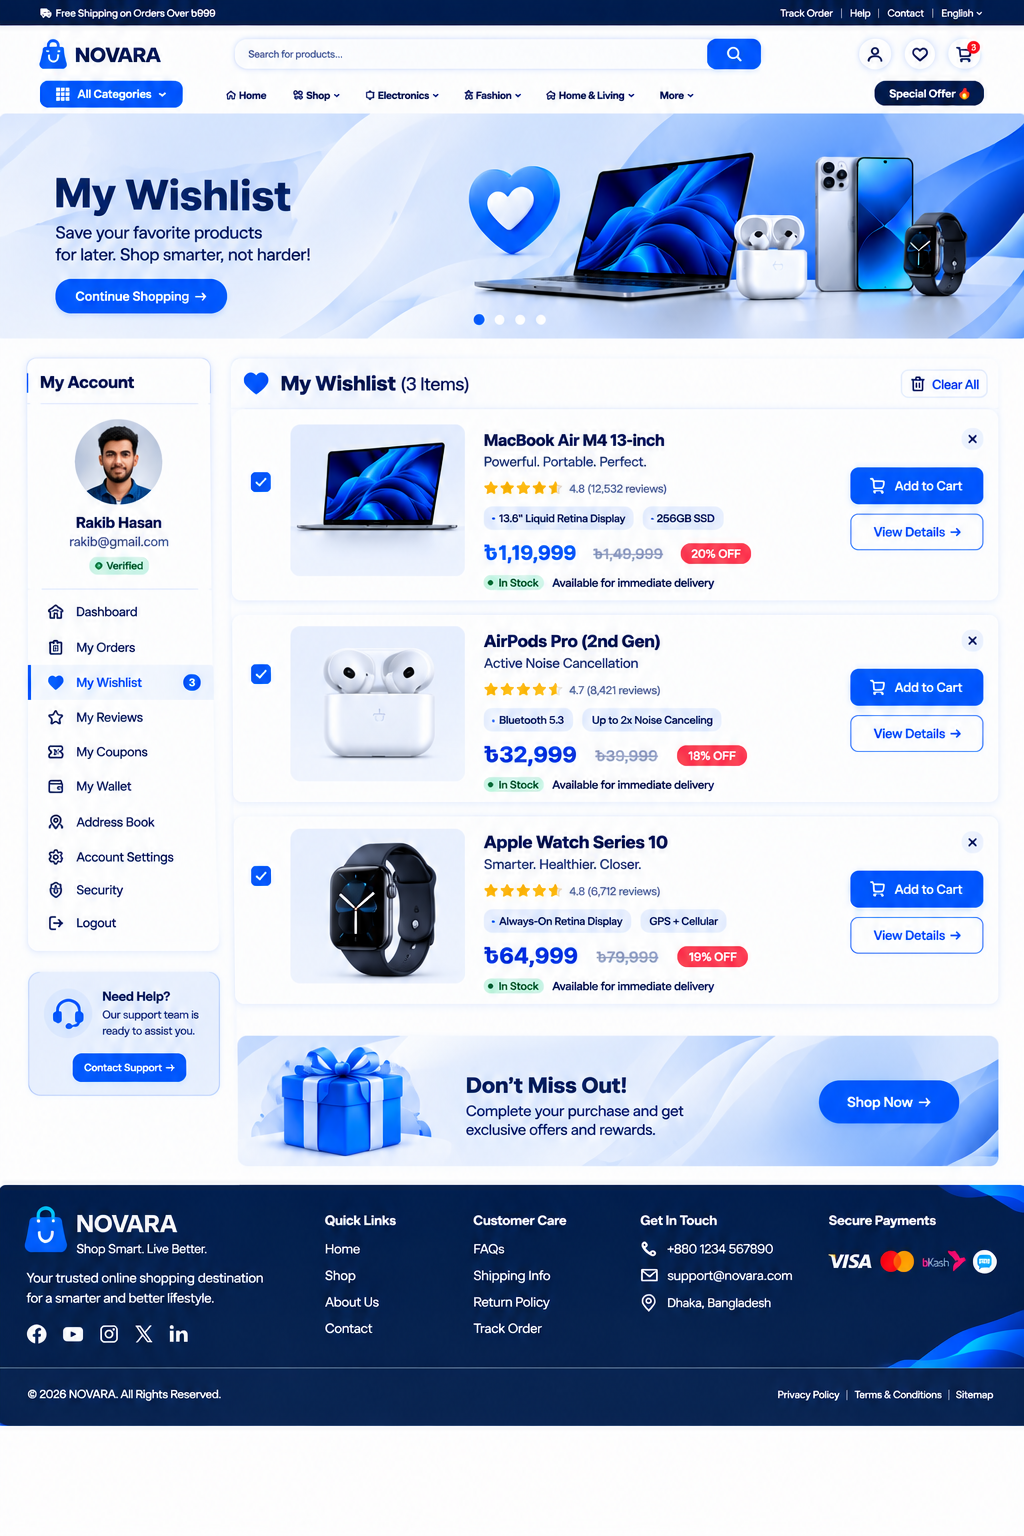 Free Shipping on Orders Over ৳999
Track Order | Help | Contact | English
NOVARA
Search for products...
3
All Categories
Home
Shop
Electronics
Fashion
Home & Living
More
Special Offer 🔥
My Wishlist
Save your favorite products
for later. Shop smarter, not harder!
Continue Shopping →
My Account
Rakib Hasan
rakib@gmail.com
Verified
Dashboard
My Orders
My Wishlist 3
My Reviews
My Coupons
My Wallet
Address Book
Account Settings
Security
Logout
Need Help?
Our support team is
ready to assist you.
Contact Support →
My Wishlist (3 Items)
Clear All
MacBook Air M4 13-inch
Powerful. Portable. Perfect.
4.8 (12,532 reviews)
• 13.6" Liquid Retina Display
• 256GB SSD
৳1,19,999 ৳1,49,999 20% OFF
In Stock Available for immediate delivery
Add to Cart
View Details →
AirPods Pro (2nd Gen)
Active Noise Cancellation
4.7 (8,421 reviews)
• Bluetooth 5.3
Up to 2x Noise Canceling
৳32,999 ৳39,999 18% OFF
In Stock Available for immediate delivery
Add to Cart
View Details →
Apple Watch Series 10
Smarter. Healthier. Closer.
4.8 (6,712 reviews)
• Always-On Retina Display
GPS + Cellular
৳64,999 ৳79,999 19% OFF
In Stock Available for immediate delivery
Add to Cart
View Details →
Don't Miss Out!
Complete your purchase and get
exclusive offers and rewards.
Shop Now →
NOVARA
Shop Smart. Live Better.
Your trusted online shopping destination
for a smarter and better lifestyle.
Quick Links
Home
Shop
About Us
Contact
Customer Care
FAQs
Shipping Info
Return Policy
Track Order
Get In Touch
+880 1234 567890
support@novara.com
Dhaka, Bangladesh
Secure Payments
VISA
bKash
© 2026 NOVARA. All Rights Reserved.
Privacy Policy | Terms & Conditions | Sitemap